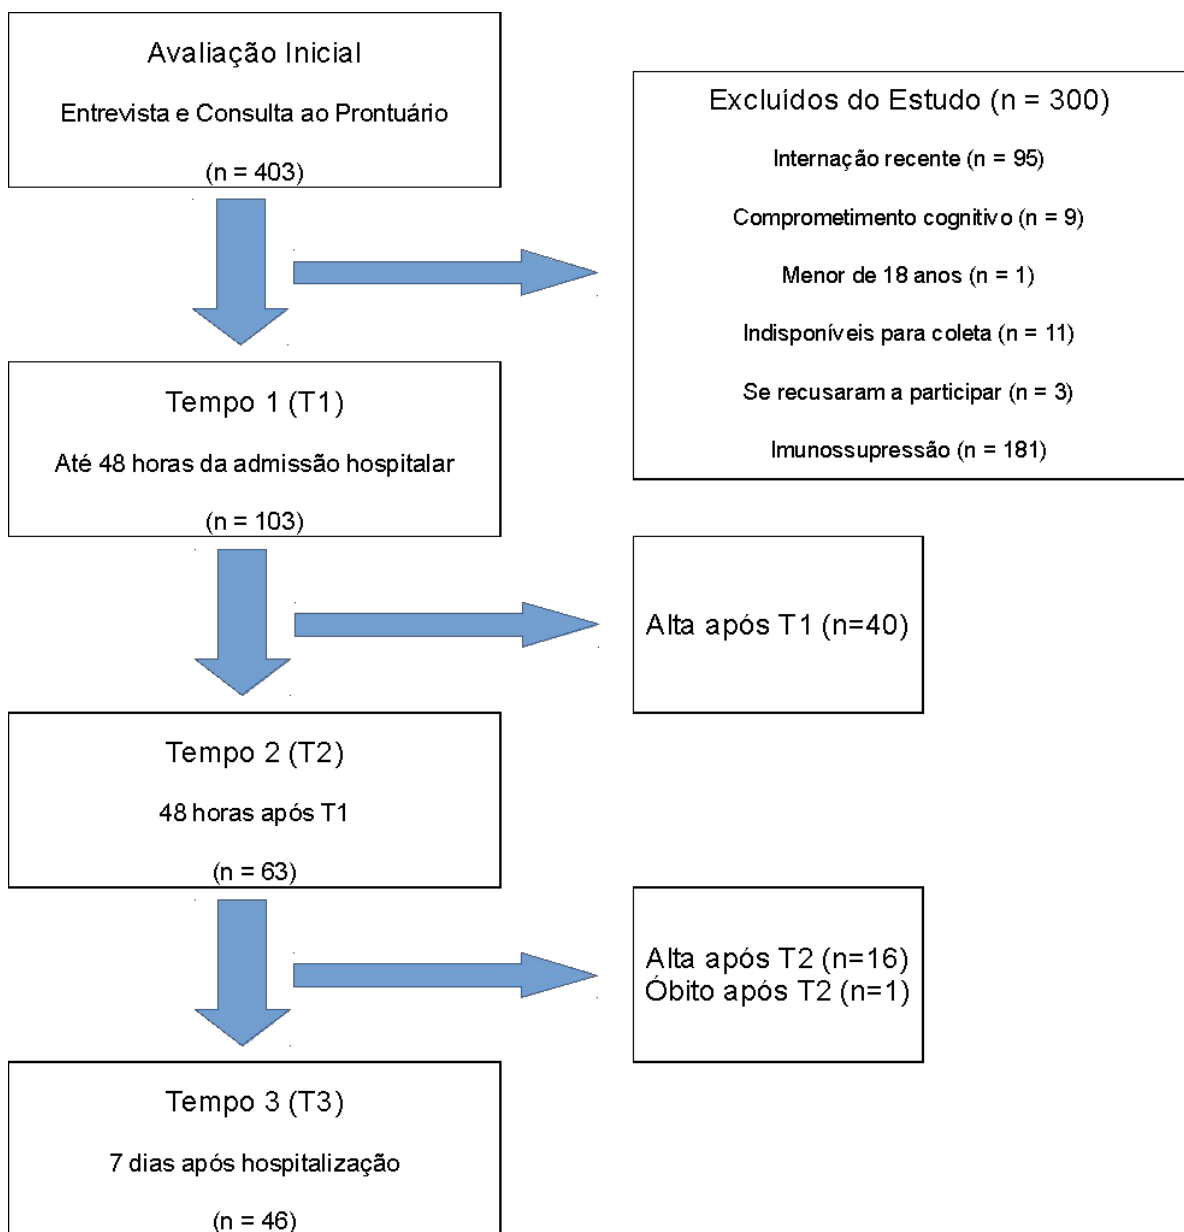 Avaliação Inicial
Entrevista e Consulta ao Prontuário
(n = 403)
Excluídos do Estudo (n = 300)
Internação recente (n = 95)
Comprometimento cognitivo (n = 9)
Menor de 18 anos (n = 1)
Indisponíveis para coleta (n = 11)
Se recusaram a participar (n = 3)
Imunossupressão (n = 181)
Tempo 1 (T1)
Até 48 horas da admissão hospitalar
(n = 103)
Alta após T1 (n=40)
Tempo 2 (T2)
48 horas após T1
(n = 63)
Alta após T2 (n=16)
Óbito após T2 (n=1)
Tempo 3 (T3)
7 dias após hospitalização
(n = 46)